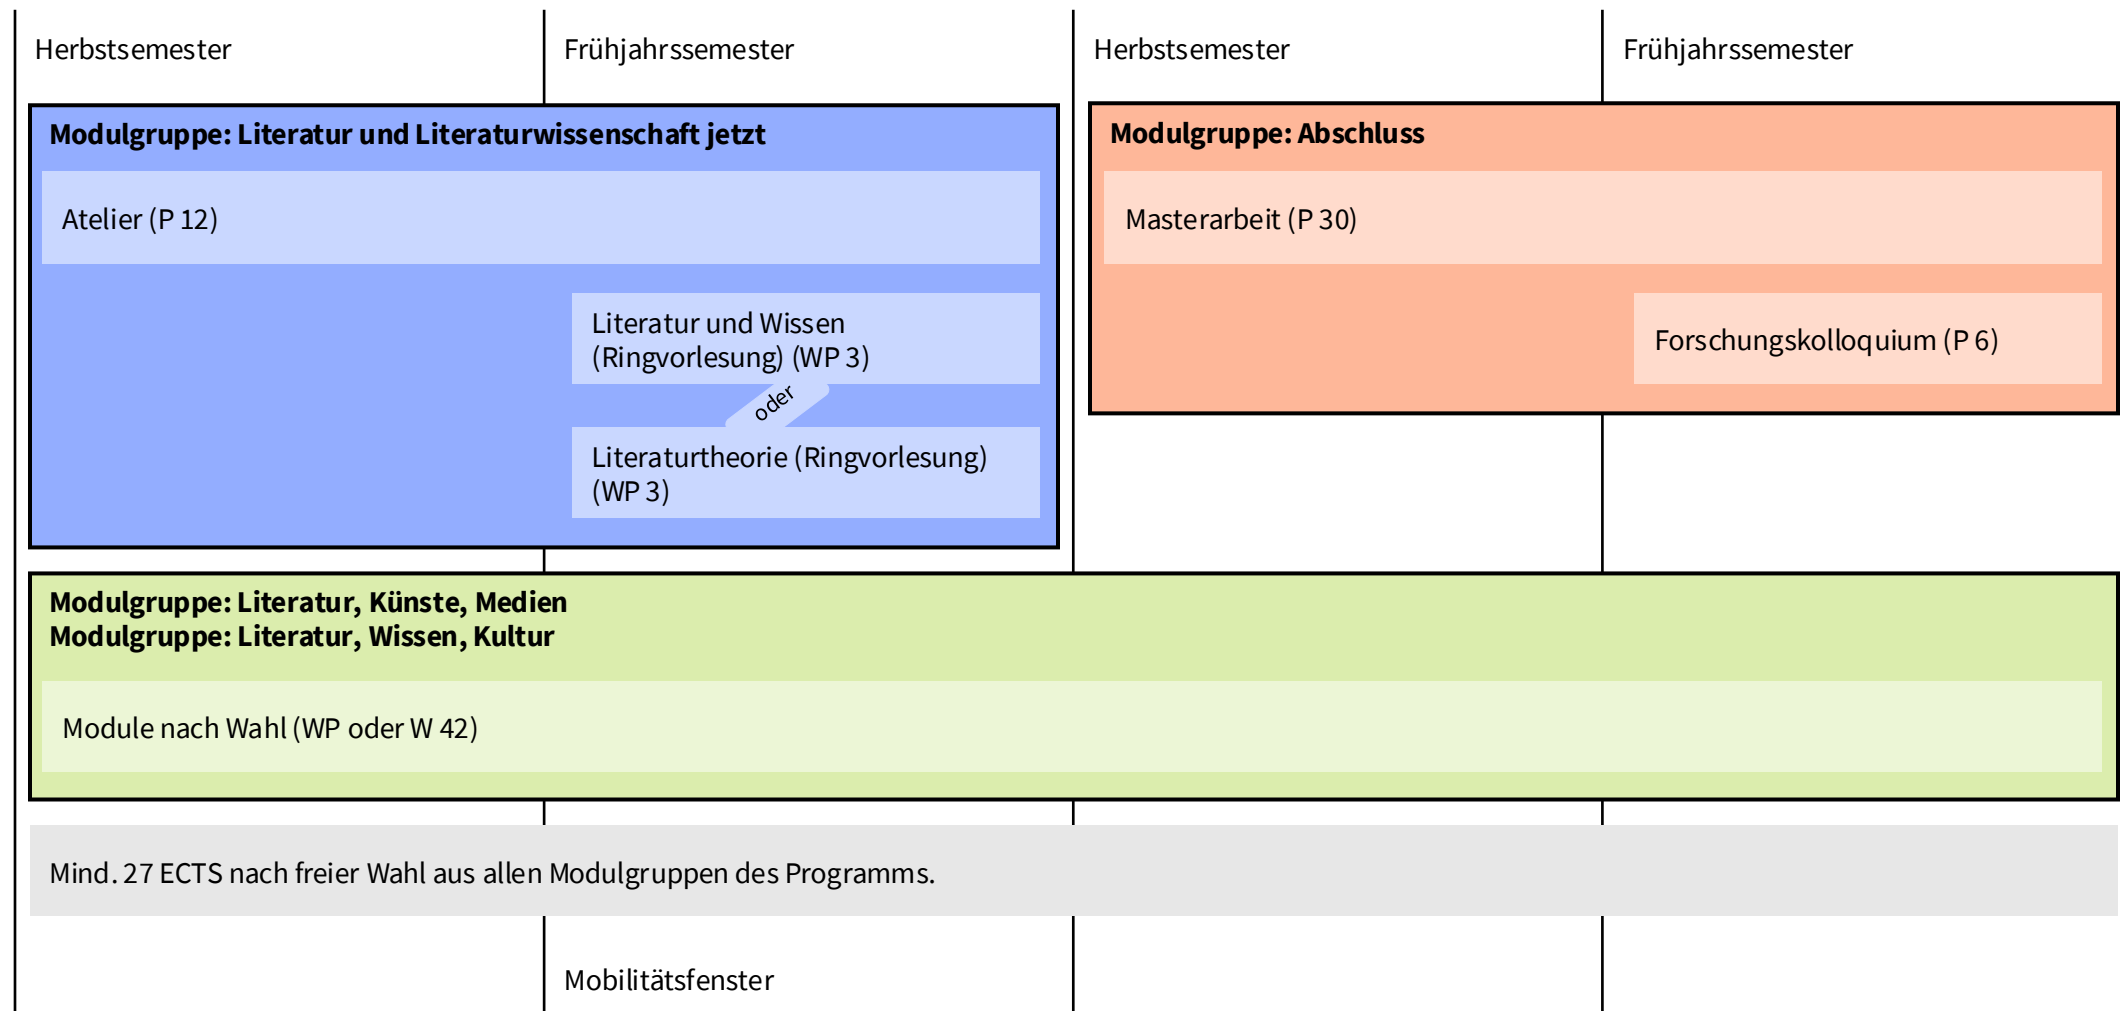 Herbstsemester
Frühjahrssemester
Herbstsemester
Frühjahrssemester
Modulgruppe: Literatur und Literaturwissenschaft jetzt
Atelier (P 12)
Literatur und Wissen
(Ringvorlesung) (WP 3)
oder
Literaturtheorie (Ringvorlesung)
(WP 3)
Modulgruppe: Abschluss
Masterarbeit (P 30)
Forschungskolloquium (P 6)
Modulgruppe: Literatur, Künste, Medien
Modulgruppe: Literatur, Wissen, Kultur
Module nach Wahl (WP oder W 42)
Mind. 27 ECTS nach freier Wahl aus allen Modulgruppen des Programms.
Mobilitätsfenster